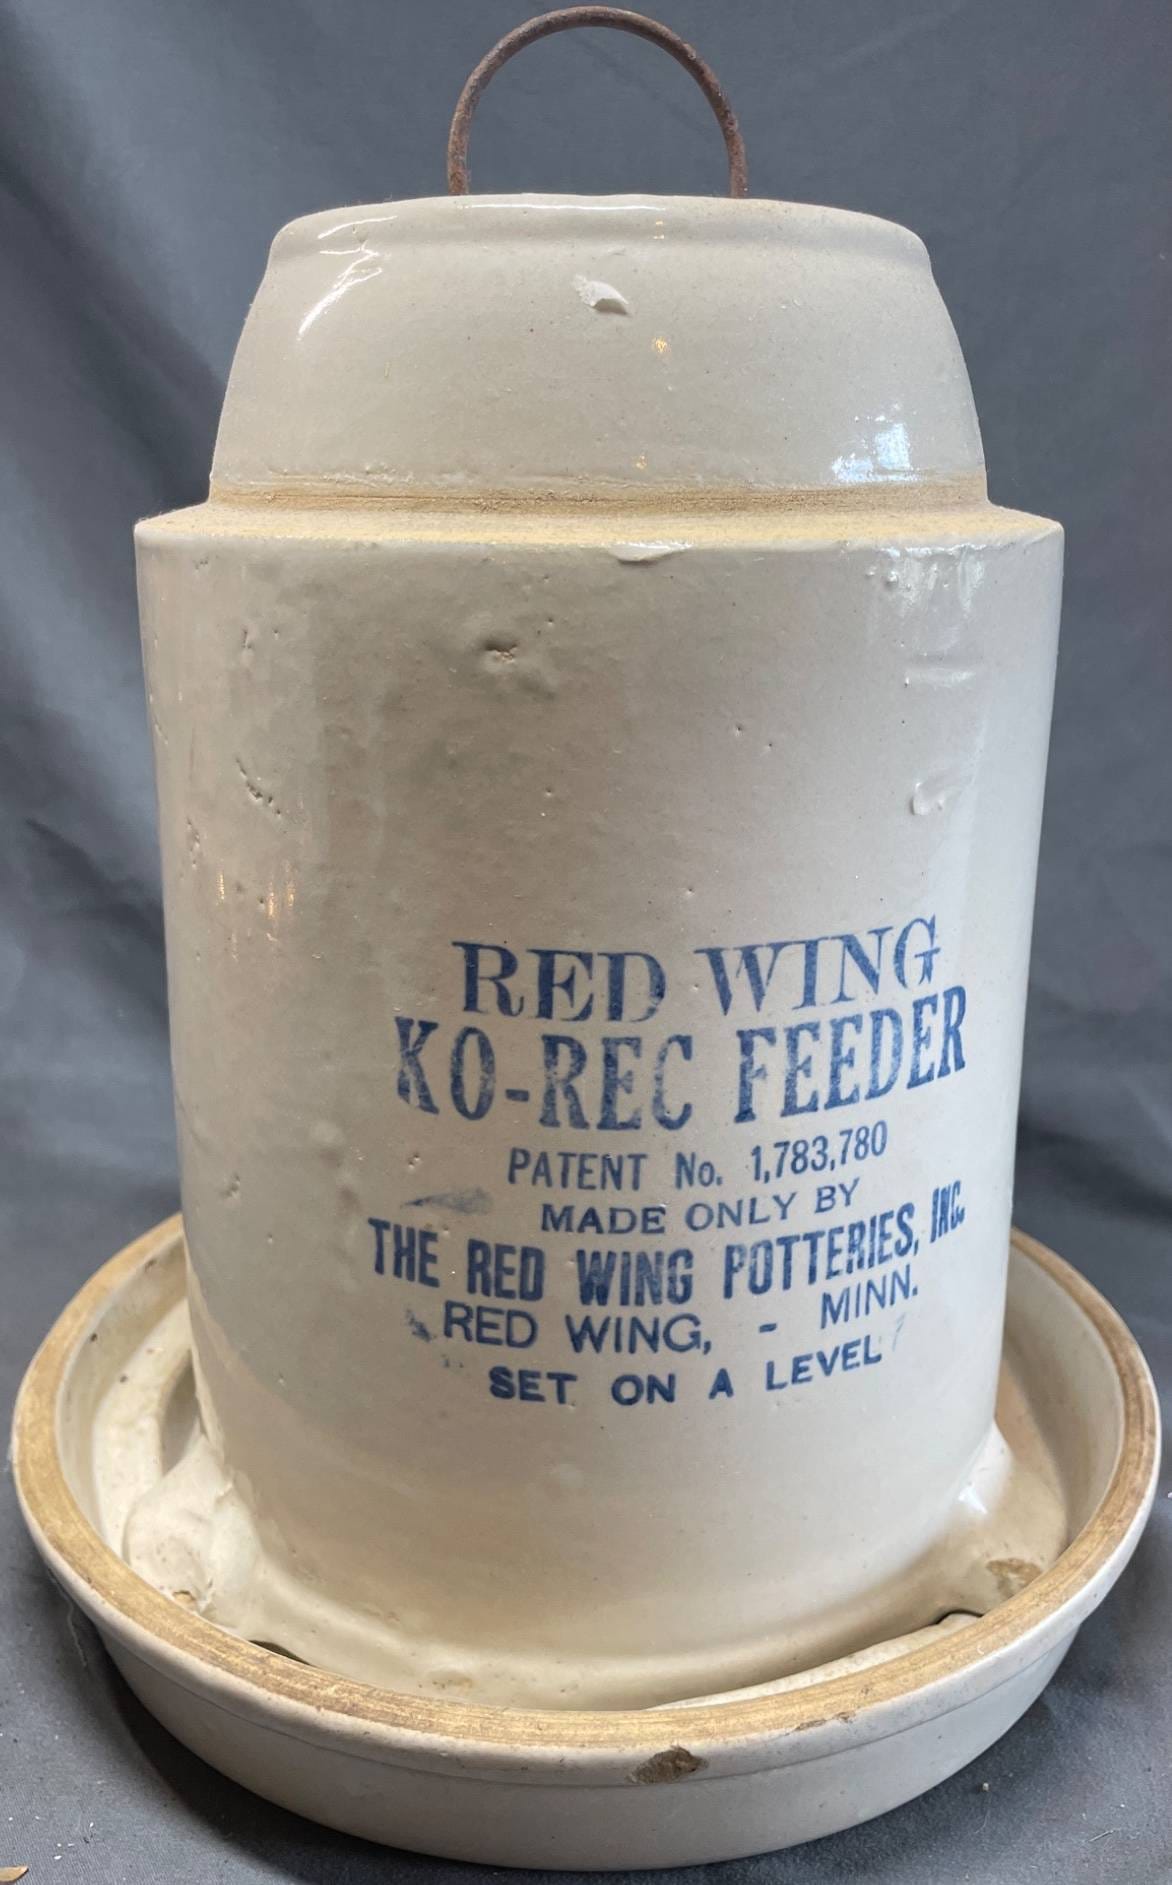 RED WING
KO-REC FEEDER
PATENT No. 1,783,780
MADE ONLY BY
THE RED WING POTTERIES, INC.
RED WING, - MINN.
SET ON A LEVEL